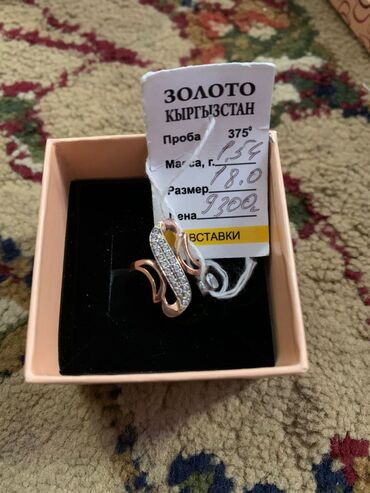 ЗОЛОТО
КЫРГЫЗСТАН
Проба 375°
Масса, г. 1,54
Размер 18.0
Цена 9300
ВСТАВКИ